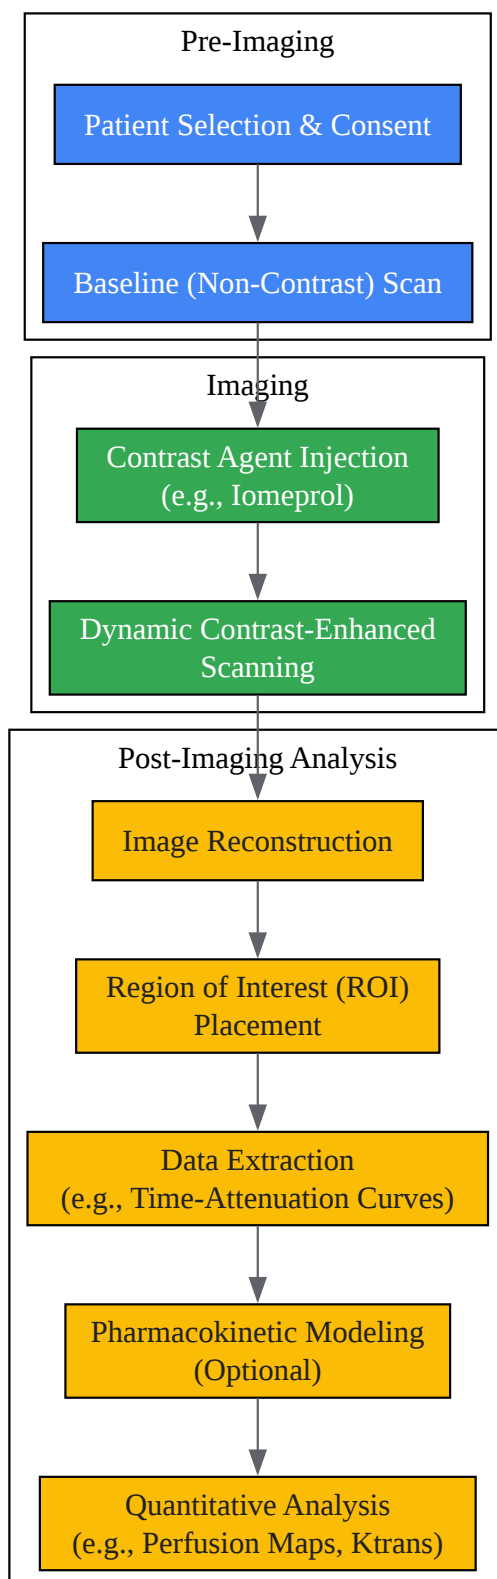 Pre-Imaging
Patient Selection & Consent
Baseline (Non-Contrast) Scan
Imaging
Contrast Agent Injection
(e.g., Iomeprol)
Dynamic Contrast-Enhanced
Scanning
Post-Imaging Analysis
Image Reconstruction
Region of Interest (ROI)
Placement
Data Extraction
(e.g., Time-Attenuation Curves)
Pharmacokinetic Modeling
(Optional)
Quantitative Analysis
(e.g., Perfusion Maps, Ktrans)